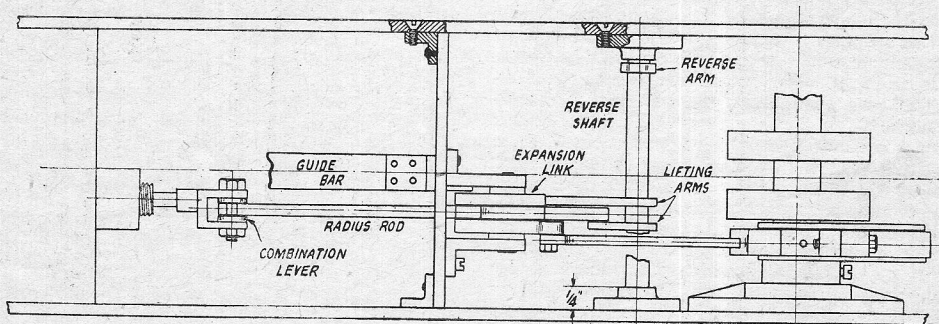 REVERSE
ARM
REVERSE
SHAFT
EXPANSION
LINK
GUIDE
BAR
LIFTING
ARMS
RADIUS ROD
COMBINATION
LEVER
1/4"